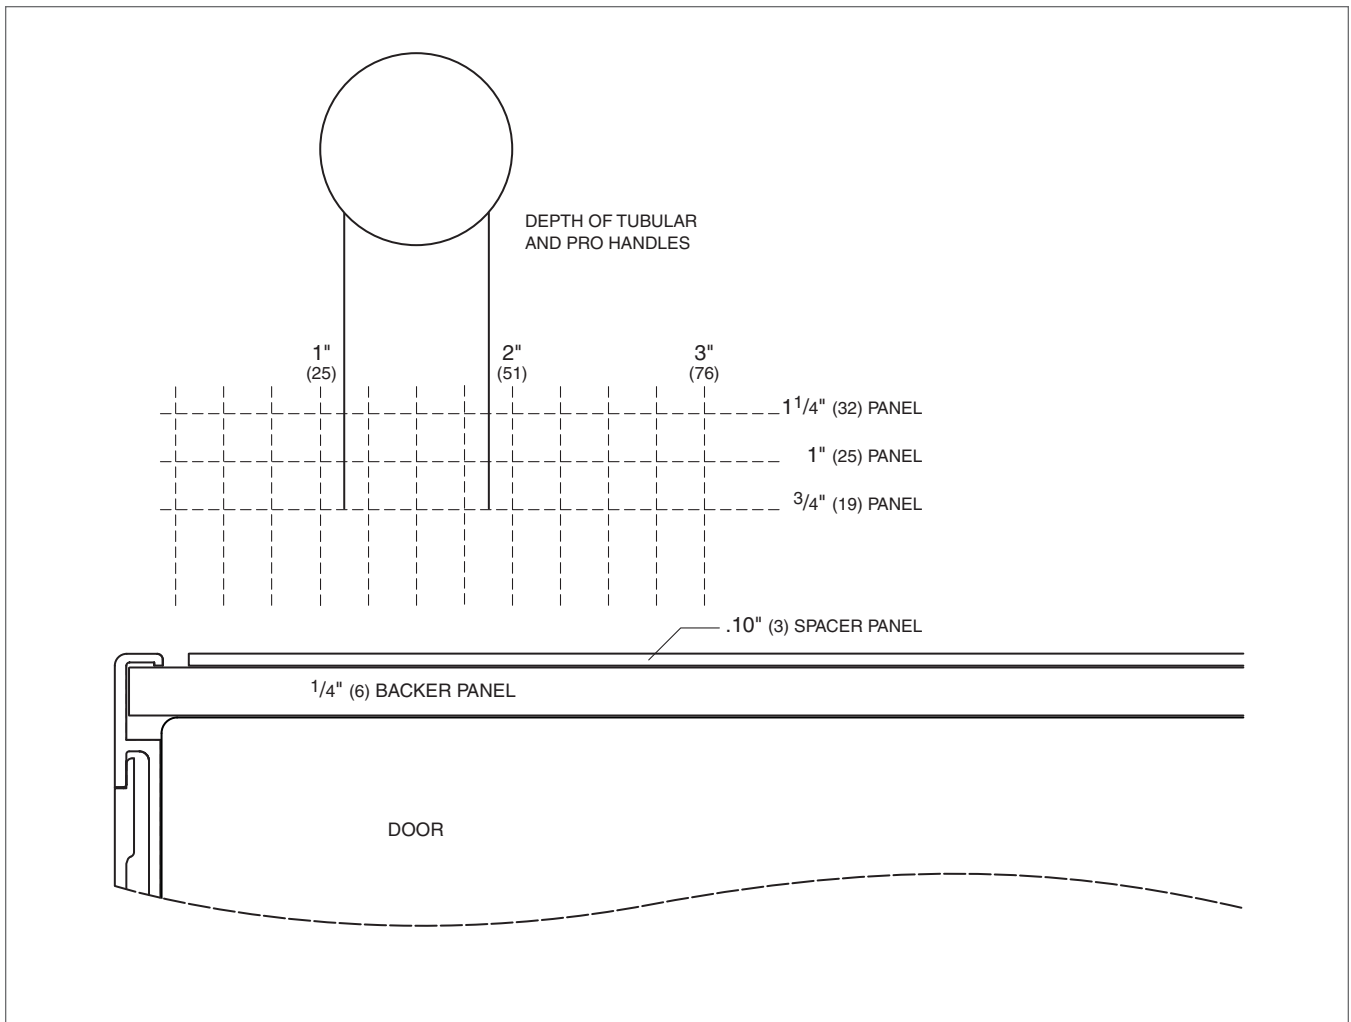 DEPTH OF TUBULAR
AND PRO HANDLES
1" 2" 3"
(25) (51) (76)
1 1/4" (32) PANEL
1" (25) PANEL
3/4" (19) PANEL
.10" (3) SPACER PANEL
1/4" (6) BACKER PANEL
DOOR